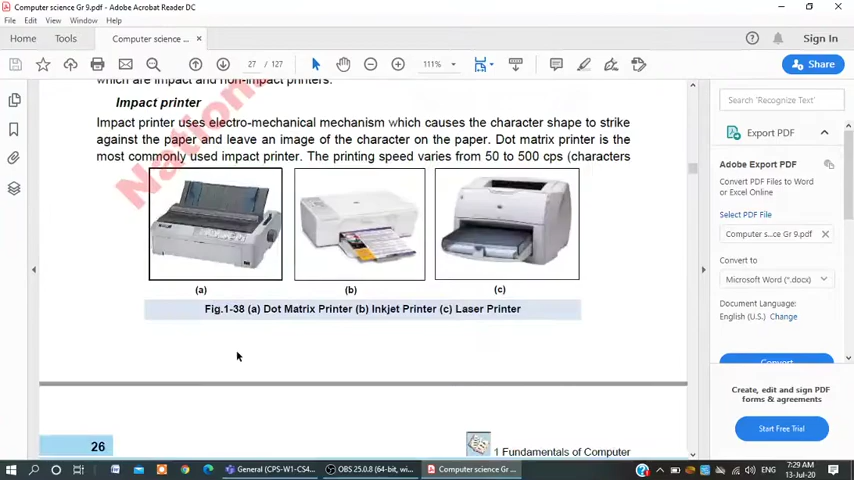 Computer science Gr 9.pdf - Adobe Acrobat Reader DC
File Edit View Window Help
Home Tools Computer science ... × Sign In
27 / 127 111% Share
which are impact and non-impact printers.
Impact printer
Impact printer uses electro-mechanical mechanism which causes the character shape to strike
against the paper and leave an image of the character on the paper. Dot matrix printer is the
most commonly used impact printer. The printing speed varies from 50 to 500 cps (characters
Nation
(a) (b) (c)
Fig.1-38 (a) Dot Matrix Printer (b) Inkjet Printer (c) Laser Printer
26
1 Fundamentals of Computer
Search 'Recognize Text'
Export PDF
Adobe Export PDF
Convert PDF Files to Word
or Excel Online
Select PDF File
Computer s...ce Gr 9.pdf
Convert to
Microsoft Word (*.docx)
Document Language:
English (U.S.) Change
Convert
Create, edit and sign PDF
forms & agreements
Start Free Trial
General (CPS-W1-CS4... OBS 25.0.8 (64-bit, wi... Computer science Gr ... ENG
7:29 AM
13-Jul-20